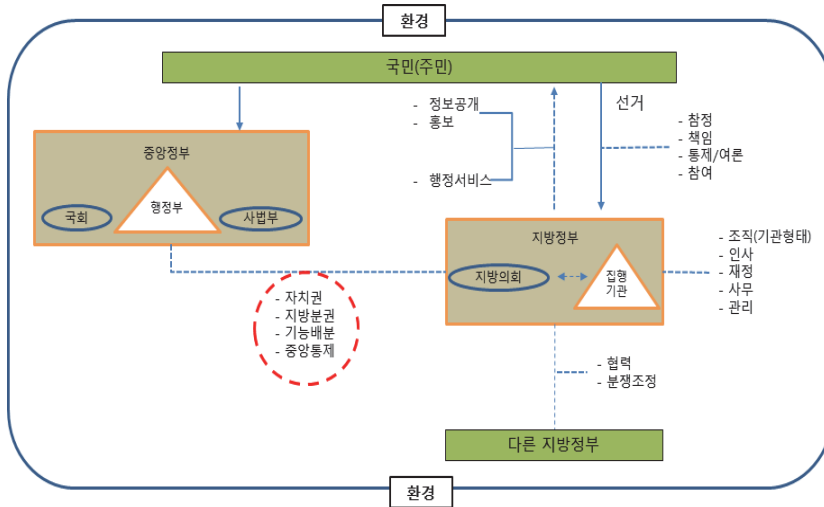 환경
국민(주민)
- 정보공개
- 홍보
- 행정서비스
선거
- 참정
- 책임
- 통제/여론
- 참여
중앙정부
국회
행정부
사법부
지방정부
지방의회
집행
기관
- 조직(기관형태)
- 인사
- 재정
- 사무
- 관리
- 자치권
- 지방분권
- 기능배분
- 중앙통제
- 협력
- 분쟁조정
다른 지방정부
환경